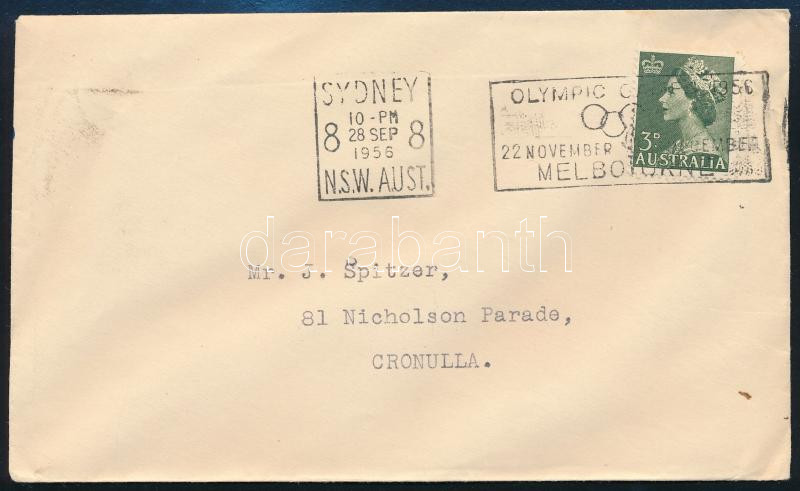 SYDNEY
10-PM
8 28 SEP 8
1956
N.S.W. AUST.
OLYMPIC 1956
22 NOVEMBER
MELBOURNE
3D
AUSTRALIA
darabanth
Mr. J. Spitzer,
81 Nicholson Parade,
CRONULLA.